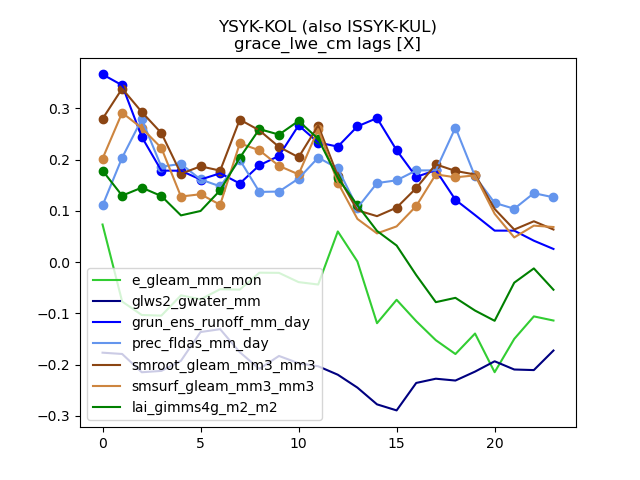 YSYK-KOL (also ISSYK-KUL)
grace_lwe_cm lags [X]
0.3
0.2
0.1
0.0
−0.1
−0.2
−0.3
e_gleam_mm_mon
glws2_gwater_mm
grun_ens_runoff_mm_day
prec_fldas_mm_day
smroot_gleam_mm3_mm3
smsurf_gleam_mm3_mm3
lai_gimms4g_m2_m2
0 5 10 15 20